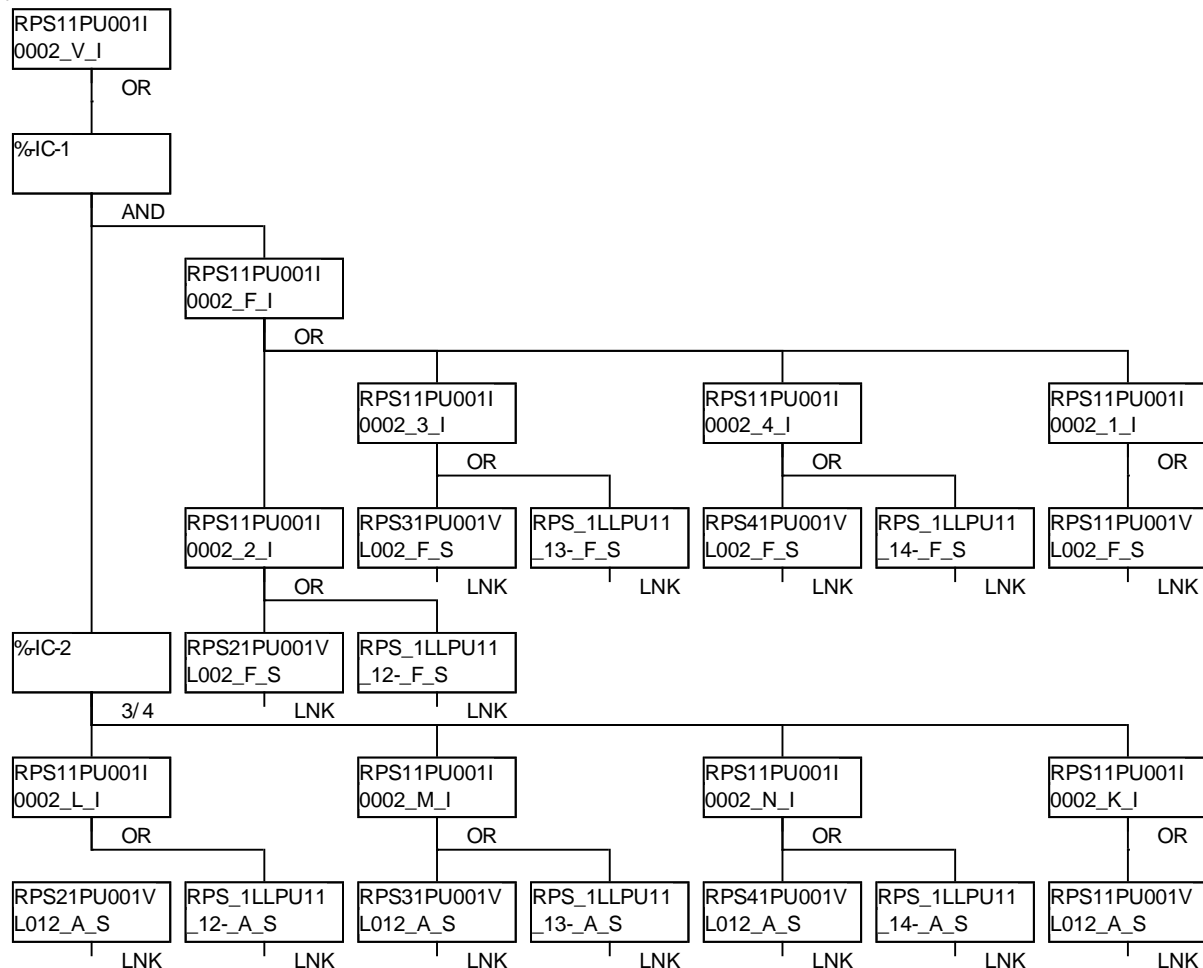 RPS11PU001I
0002_V_I
OR
%-IC-1
AND
RPS11PU001I
0002_F_I
OR
RPS11PU001I
0002_3_I
RPS11PU001I
0002_4_I
RPS11PU001I
0002_1_I
OR
OR
OR
RPS11PU001I
0002_2_I
RPS31PU001V
L002_F_S
RPS_1LLPU11
_13-_F_S
RPS41PU001V
L002_F_S
RPS_1LLPU11
_14-_F_S
RPS11PU001V
L002_F_S
OR
LNK
LNK
LNK
LNK
LNK
%-IC-2
RPS21PU001V
L002_F_S
RPS_1LLPU11
_12-_F_S
3/4
LNK
LNK
RPS11PU001I
0002_L_I
RPS11PU001I
0002_M_I
RPS11PU001I
0002_N_I
RPS11PU001I
0002_K_I
OR
OR
OR
OR
RPS21PU001V
L012_A_S
RPS_1LLPU11
_12-_A_S
RPS31PU001V
L012_A_S
RPS_1LLPU11
_13-_A_S
RPS41PU001V
L012_A_S
RPS_1LLPU11
_14-_A_S
RPS11PU001V
L012_A_S
LNK
LNK
LNK
LNK
LNK
LNK
LNK